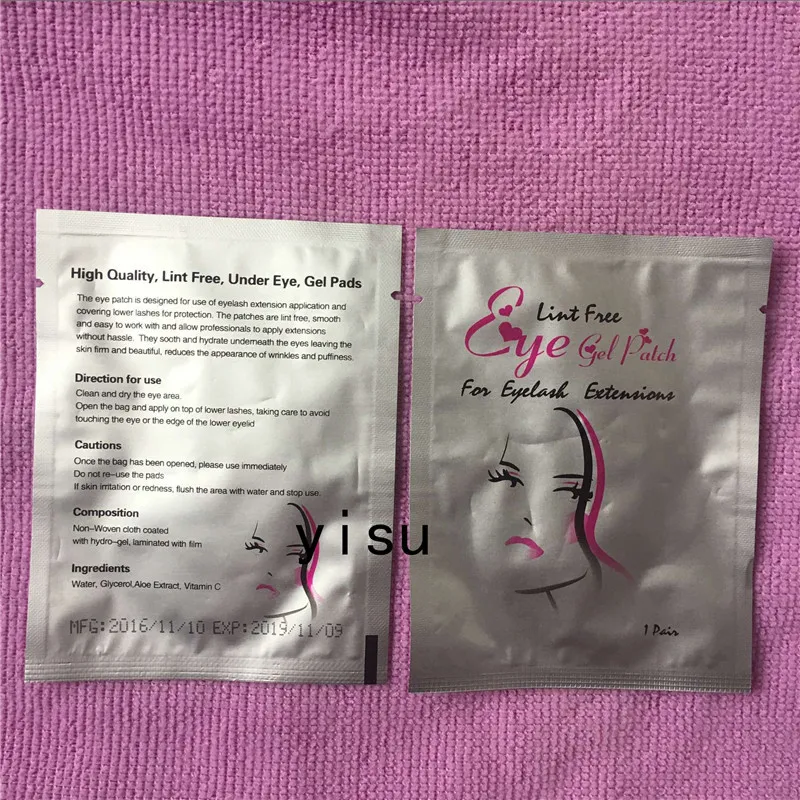 High Quality, Lint Free, Under Eye, Gel Pads
The eye patch is designed for use of eyelash extension application and
covering lower lashes for protection. The patches are lint free, smooth
and easy to work with and allow professionals to apply extensions
without hassle. They sooth and hydrate underneath the eyes leaving the
skin firm and beautiful, reduces the appearance of wrinkles and puffiness.
Direction for use
Clean and dry the eye area.
Open the bag and apply on top of lower lashes, taking care to avoid
touching the eye or the edge of the lower eyelid
Cautions
Once the bag has been opened, please use immediately
Do not re-use the pads
If skin irritation or redness, flush the area with water and stop use.
Composition
Non-Woven cloth coated
with hydro-gel, laminated with film
Ingredients
Water, Glycerol,Aloe Extract, Vitamin C
MFG:2016/11/10 EXP:2019/11/09
yisu
Lint Free
Eye Gel Patch
For Eyelash Extensions
1 Pair